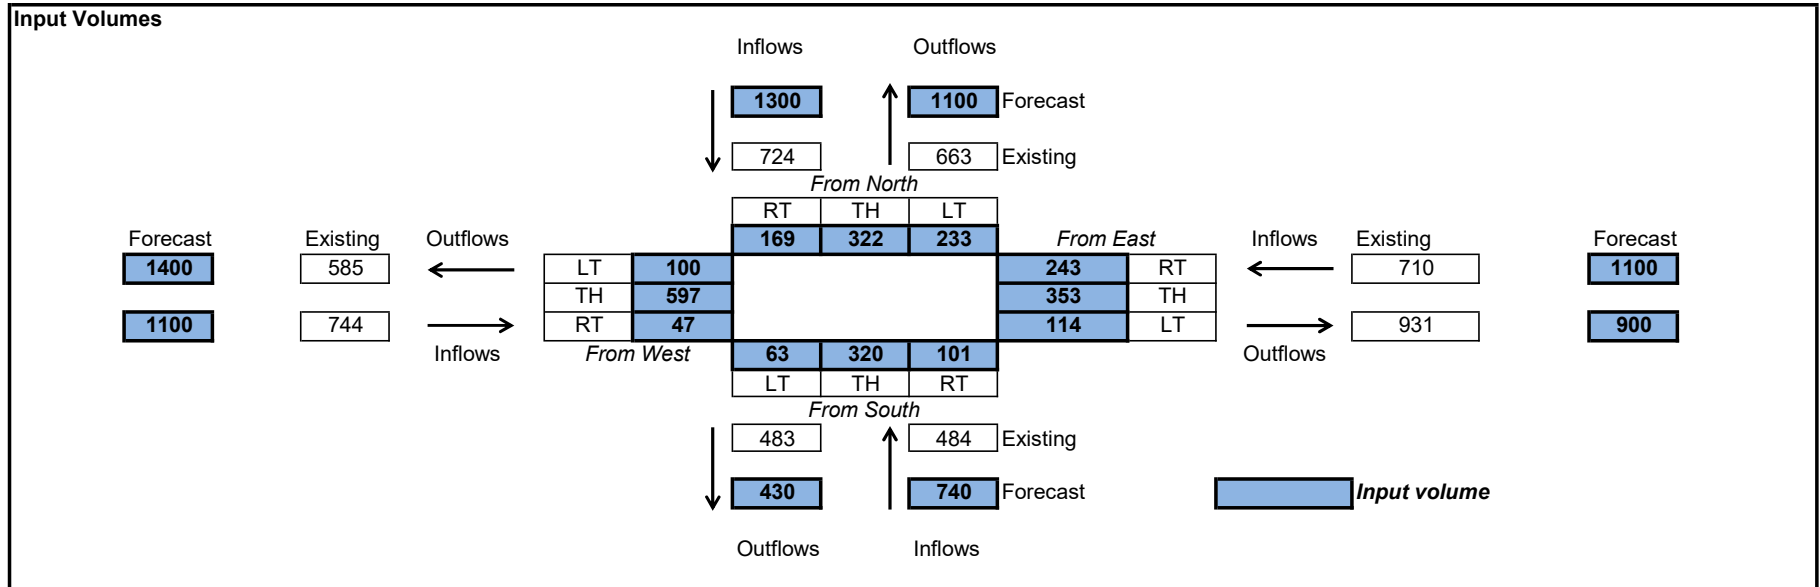 Input Volumes
Inflows Outflows
1300 1100 Forecast
724 663 Existing
From North
RT TH LT
Forecast Existing Outflows 169 322 233 From East Inflows Existing Forecast
1400 585 LT 100 243 RT 710 1100
TH 597 353 TH
1100 744 RT 47 114 LT 931 900
Inflows From West 63 320 101 Outflows
LT TH RT
From South
483 484 Existing
430 740 Forecast Input volume
Outflows Inflows